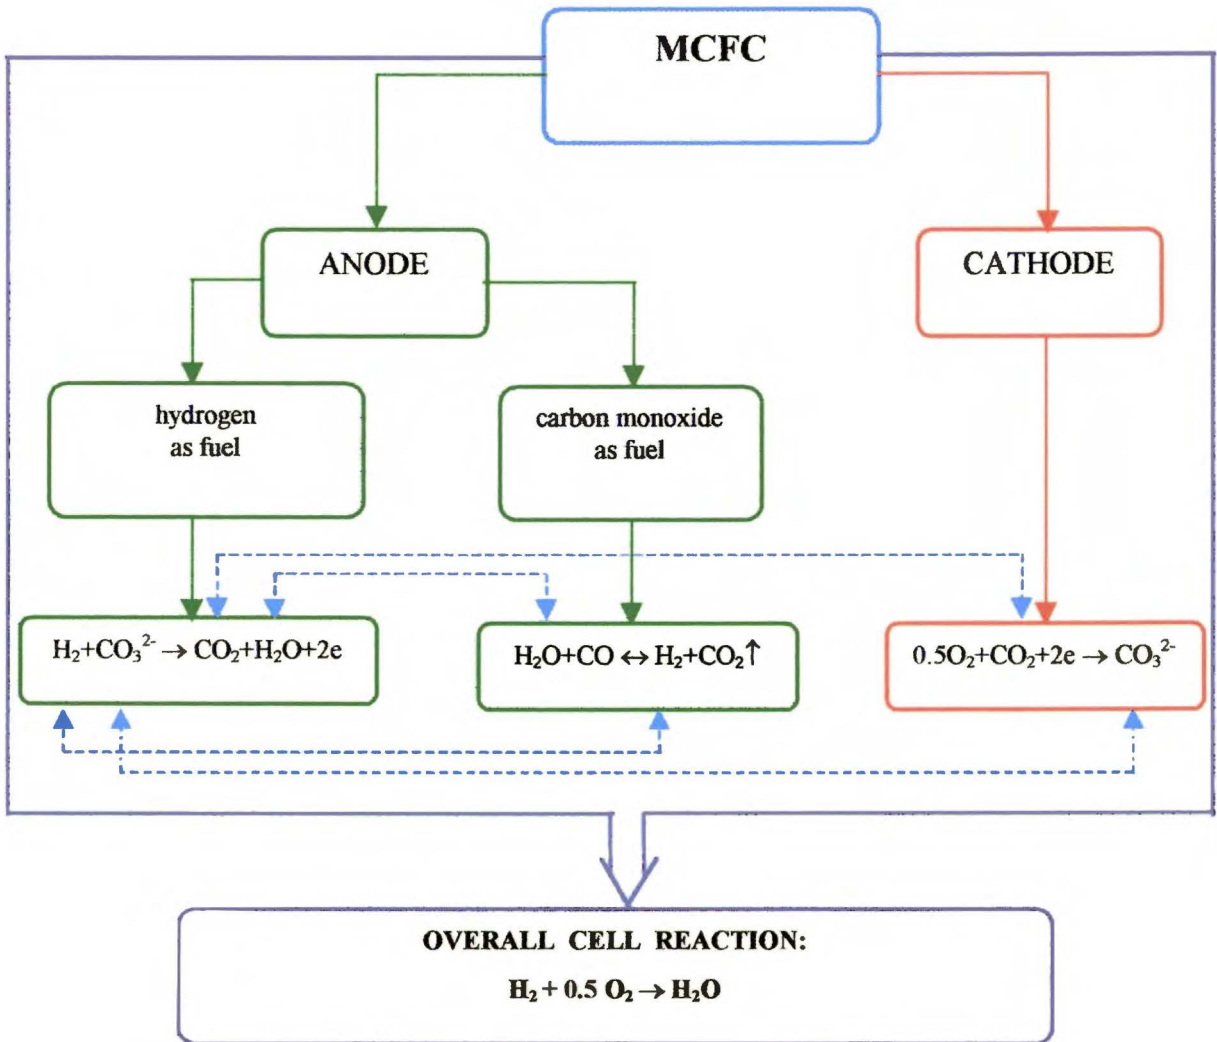 MCFC
ANODE
CATHODE
hydrogen
as fuel
carbon monoxide
as fuel
H₂+CO₃²⁻ → CO₂+H₂O+2e
H₂O+CO ↔ H₂+CO₂↑
0.5O₂+CO₂+2e → CO₃²⁻
OVERALL CELL REACTION:
H₂ + 0.5 O₂ → H₂O